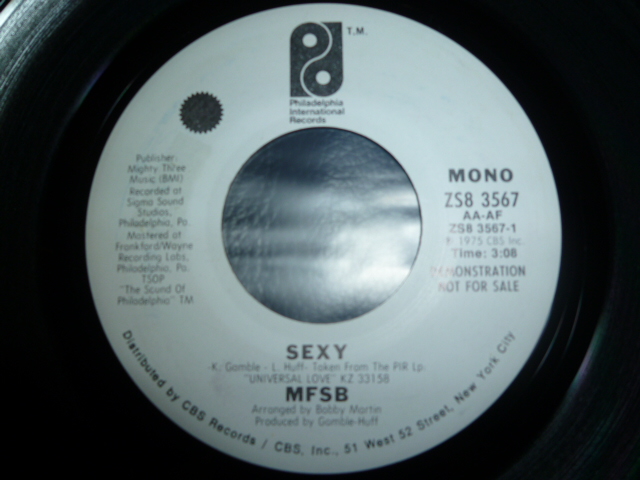 T.M.
Philadelphia
International
Records
Publisher:
Mighty Three
Music (BMI)
Recorded at
Sigma Sound
Studios,
Philadelphia, Pa.
Mastered at
Frankford/Wayne
Recording Labs,
Philadelphia, Pa.
TSOP
"The Sound Of
Philadelphia" TM
MONO
ZS8 3567
AA-AF
ZS8 3567-1
℗ 1975 CBS Inc.
Time: 3:08
DEMONSTRATION
NOT FOR SALE
SEXY
-K. Gamble - L. Huff- Taken From The PIR Lp.
"UNIVERSAL LOVE" KZ 33158
MFSB
Arranged by Bobby Martin
Produced by Gamble-Huff
Distributed by CBS Records / CBS, Inc., 51 West 52 Street, New York City